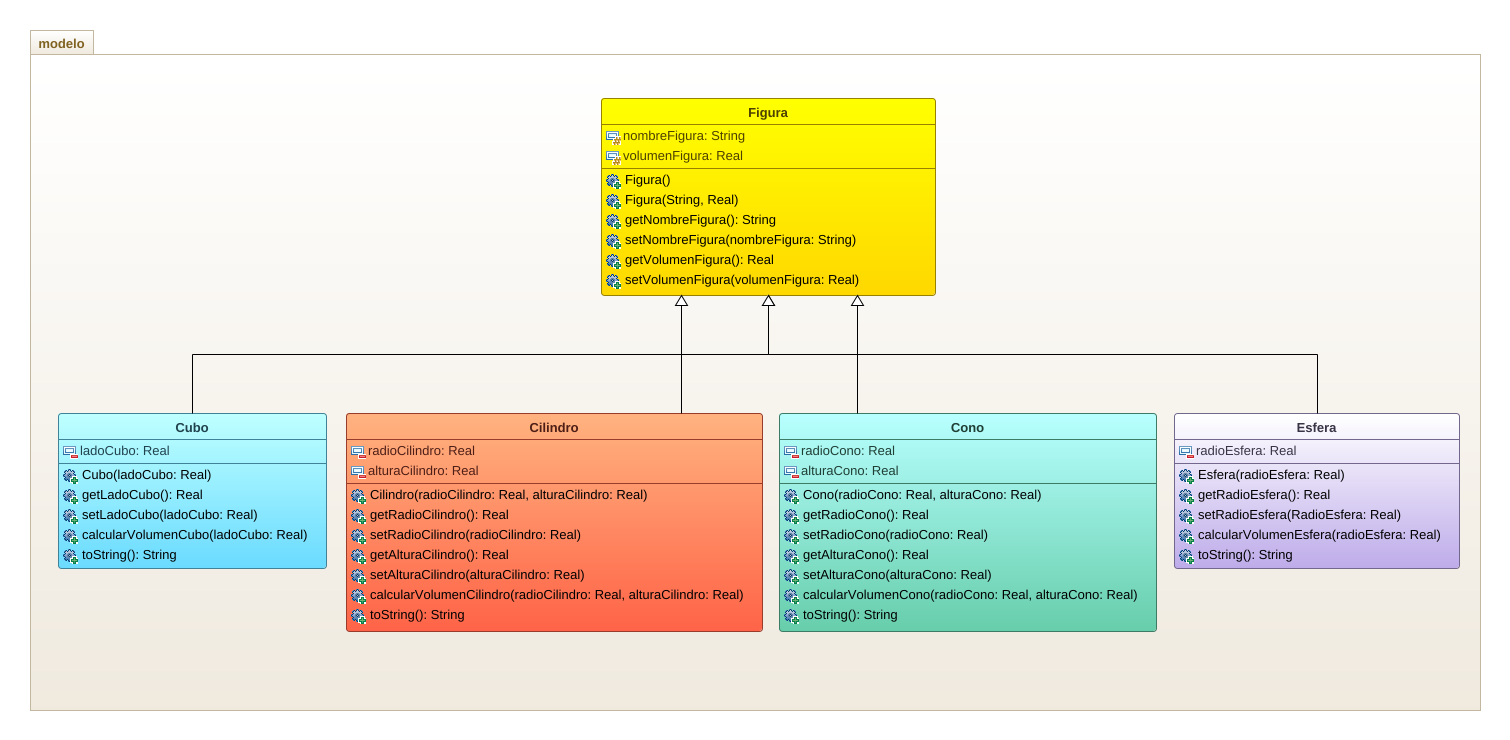 modelo
Figura
nombreFigura: String
volumenFigura: Real
Figura()
Figura(String, Real)
getNombreFigura(): String
setNombreFigura(nombreFigura: String)
getVolumenFigura(): Real
setVolumenFigura(volumenFigura: Real)
Cubo
ladoCubo: Real
Cubo(ladoCubo: Real)
getLadoCubo(): Real
setLadoCubo(ladoCubo: Real)
calcularVolumenCubo(ladoCubo: Real)
toString(): String
Cilindro
radioCilindro: Real
alturaCilindro: Real
Cilindro(radioCilindro: Real, alturaCilindro: Real)
getRadioCilindro(): Real
setRadioCilindro(radioCilindro: Real)
getAlturaCilindro(): Real
setAlturaCilindro(alturaCilindro: Real)
calcularVolumenCilindro(radioCilindro: Real, alturaCilindro: Real)
toString(): String
Cono
radioCono: Real
alturaCono: Real
Cono(radioCono: Real, alturaCono: Real)
getRadioCono(): Real
setRadioCono(radioCono: Real)
getAlturaCono(): Real
setAlturaCono(alturaCono: Real)
calcularVolumenCono(radioCono: Real, alturaCono: Real)
toString(): String
Esfera
radioEsfera: Real
Esfera(radioEsfera: Real)
getRadioEsfera(): Real
setRadioEsfera(RadioEsfera: Real)
calcularVolumenEsfera(radioEsfera: Real)
toString(): String